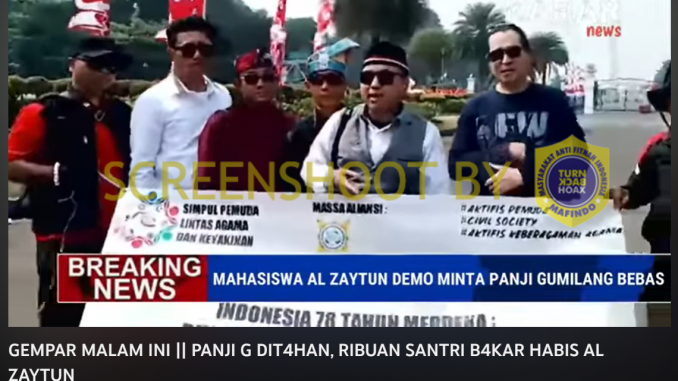 news
SCREENSHOOT BY
MASYARAKAT ANTI FITNAH INDONESIA
TURN
BACK
HOAX
MAFINDO
SIMPUL PEMUDA
LINTAS AGAMA
DAN KEYAKINAN
MASSA ALIANSI :
#AKTIFIS PEMUDA
#CIVIL SOCIETY
#AKTIFIS KEBERAGAMAN AGAMA
BREAKING
NEWS
MAHASISWA AL ZAYTUN DEMO MINTA PANJI GUMILANG BEBAS
INDONESIA 78 TAHUN MERDEKA :
GEMPAR MALAM INI || PANJI G DIT4HAN, RIBUAN SANTRI B4KAR HABIS AL
ZAYTUN